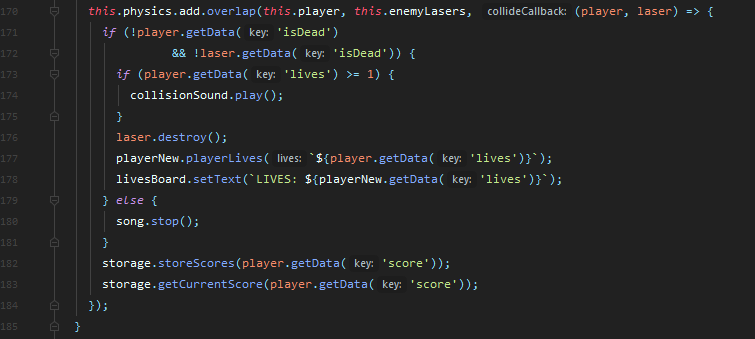 170 this.physics.add.overlap(this.player, this.enemyLasers, collideCallback: (player, laser) => {
171 if (!player.getData( key: 'isDead')
172 && !laser.getData( key: 'isDead')) {
173 if (player.getData( key: 'lives') >= 1) {
174 collisionSound.play();
175 }
176 laser.destroy();
177 playerNew.playerLives( lives: `${player.getData( key: 'lives')}`);
178 livesBoard.setText(`LIVES: ${playerNew.getData( key: 'lives')}`);
179 } else {
180 song.stop();
181 }
182 storage.storeScores(player.getData( key: 'score'));
183 storage.getCurrentScore(player.getData( key: 'score'));
184 });
185 }